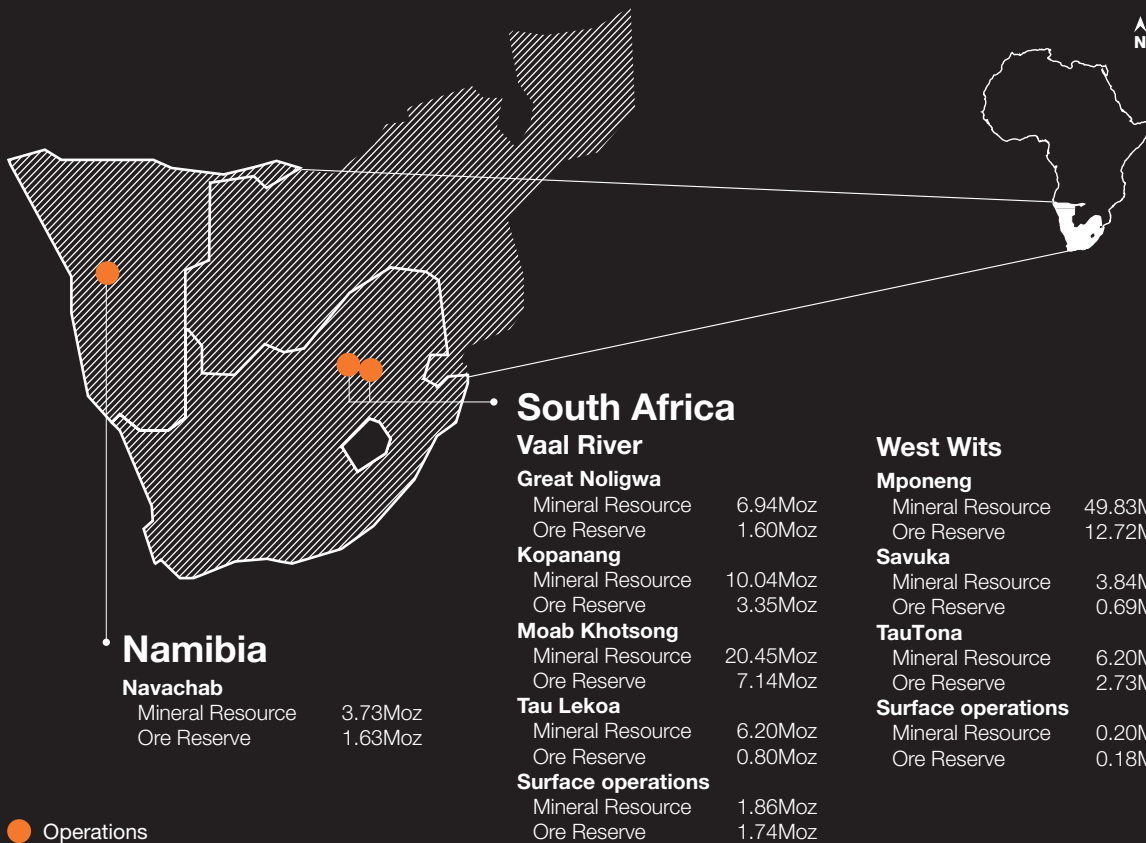 N
South Africa
Vaal River
Great Noligwa
Mineral Resource 6.94Moz
Ore Reserve 1.60Moz
Kopanang
Mineral Resource 10.04Moz
Ore Reserve 3.35Moz
Moab Khotsong
Mineral Resource 20.45Moz
Ore Reserve 7.14Moz
Tau Lekoa
Mineral Resource 6.20Moz
Ore Reserve 0.80Moz
Surface operations
Mineral Resource 1.86Moz
Ore Reserve 1.74Moz
West Wits
Mponeng
Mineral Resource 49.83M
Ore Reserve 12.72M
Savuka
Mineral Resource 3.84M
Ore Reserve 0.69M
TauTona
Mineral Resource 6.20M
Ore Reserve 2.73M
Surface operations
Mineral Resource 0.20M
Ore Reserve 0.18M
Namibia
Navachab
Mineral Resource 3.73Moz
Ore Reserve 1.63Moz
Operations